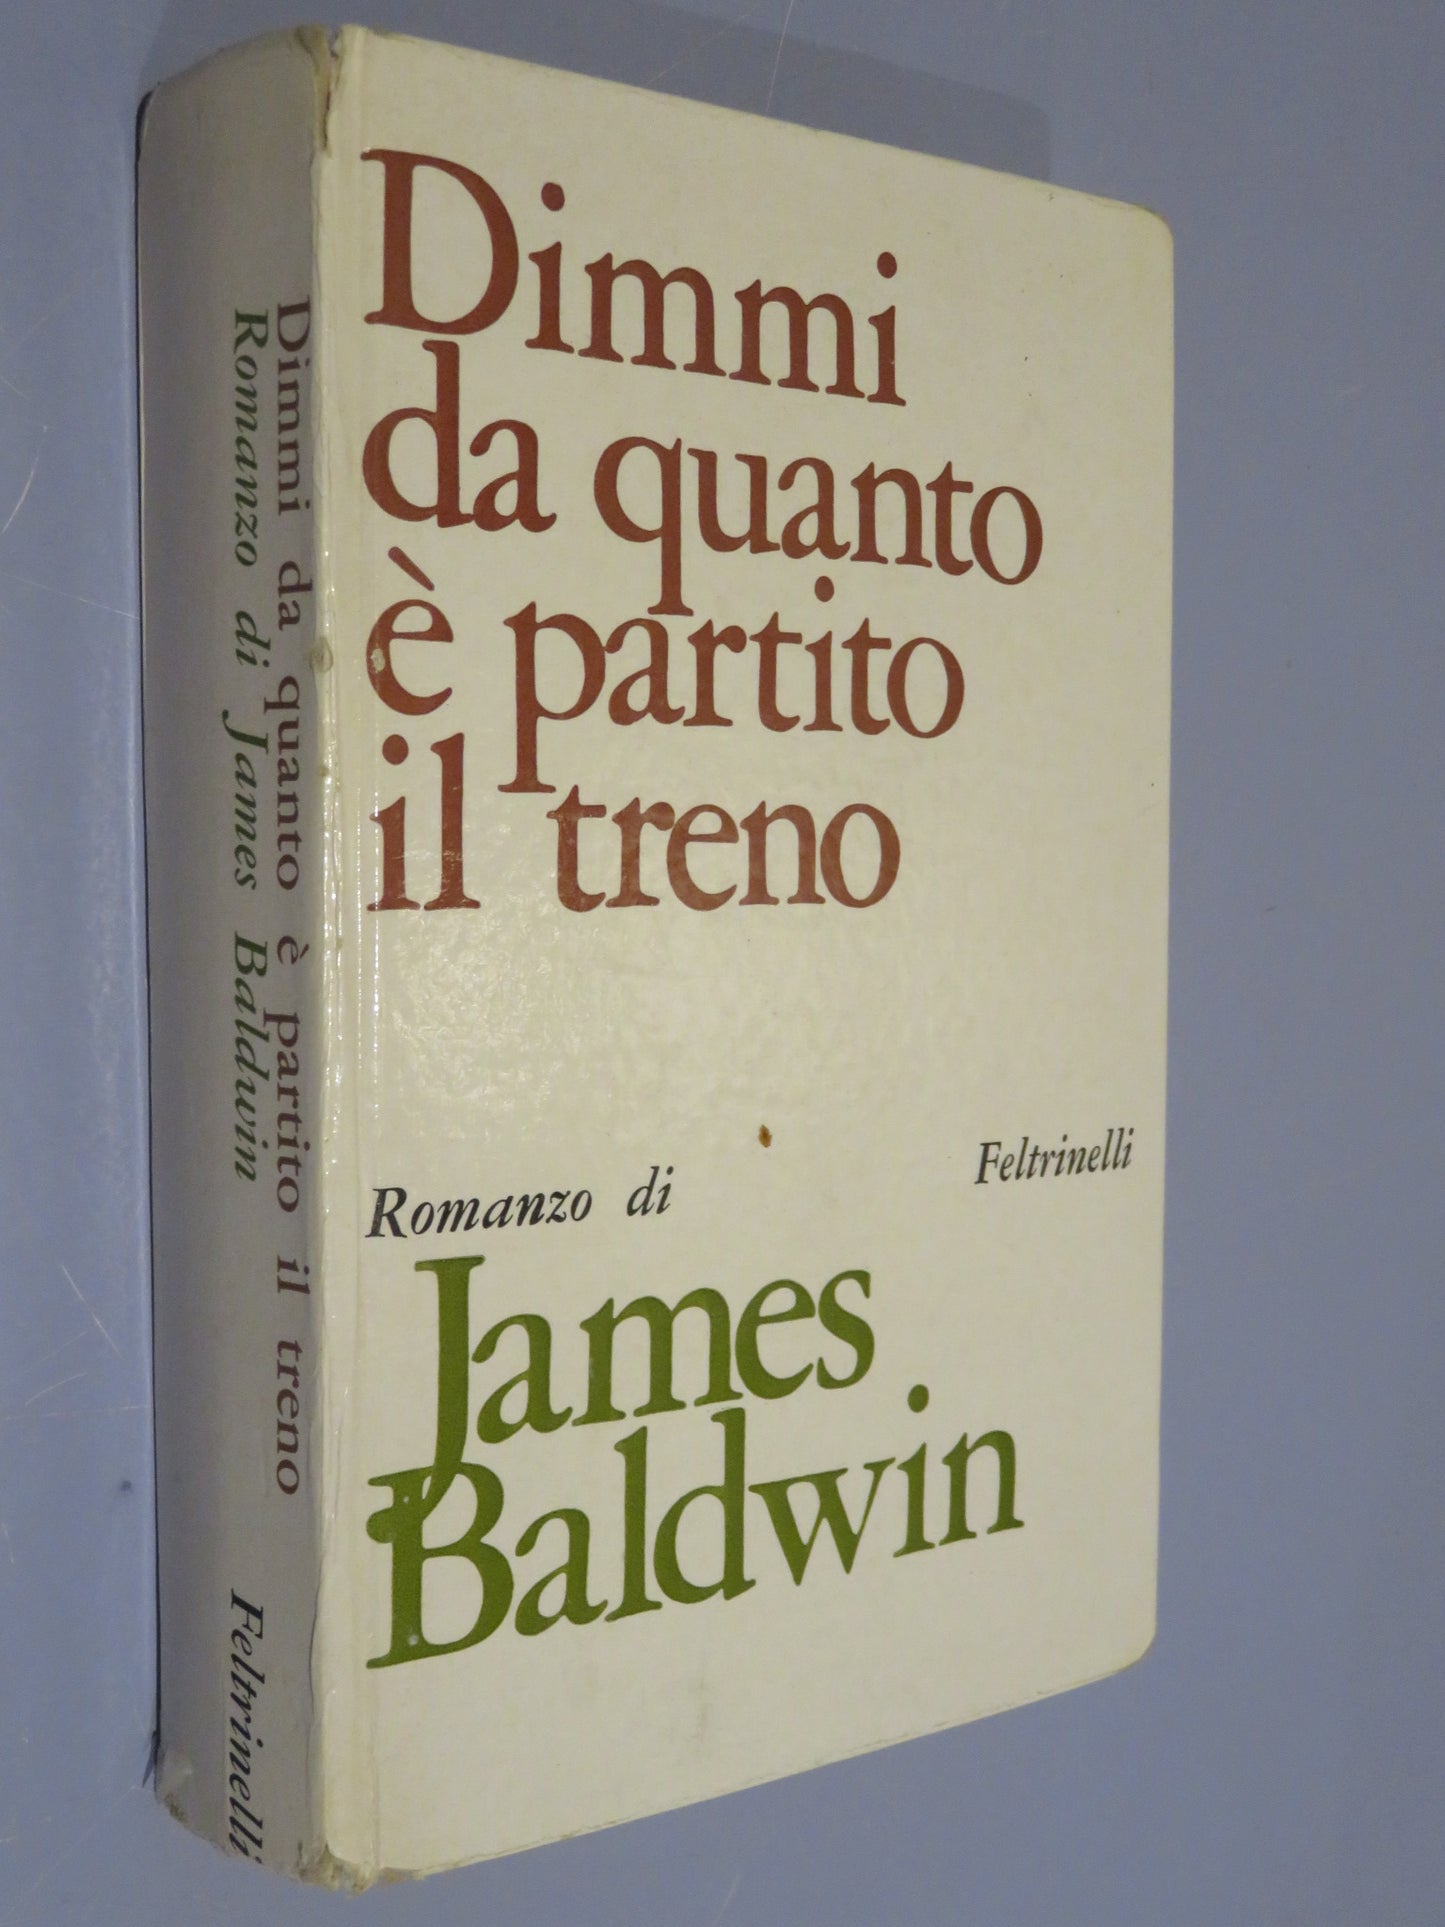 Dimmi
da quanto
è partito
il treno
Romanzo di
Feltrinelli
James
Baldwin
Dimmi da quanto è partito il treno
Romanzo di James Baldwin
Feltrinelli